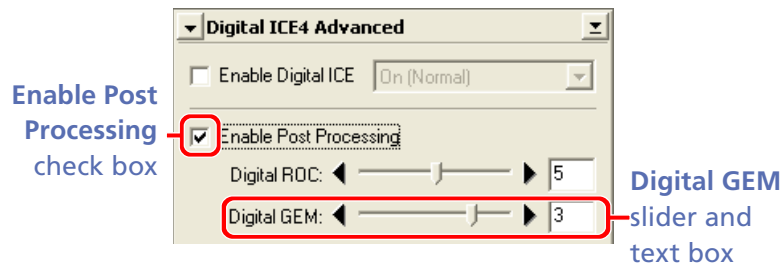 Digital ICE4 Advanced
Enable Digital ICE On (Normal)
Enable Post
Processing
check box
Enable Post Processing
Digital ROC: 5
Digital GEM: 3
Digital GEM
slider and
text box